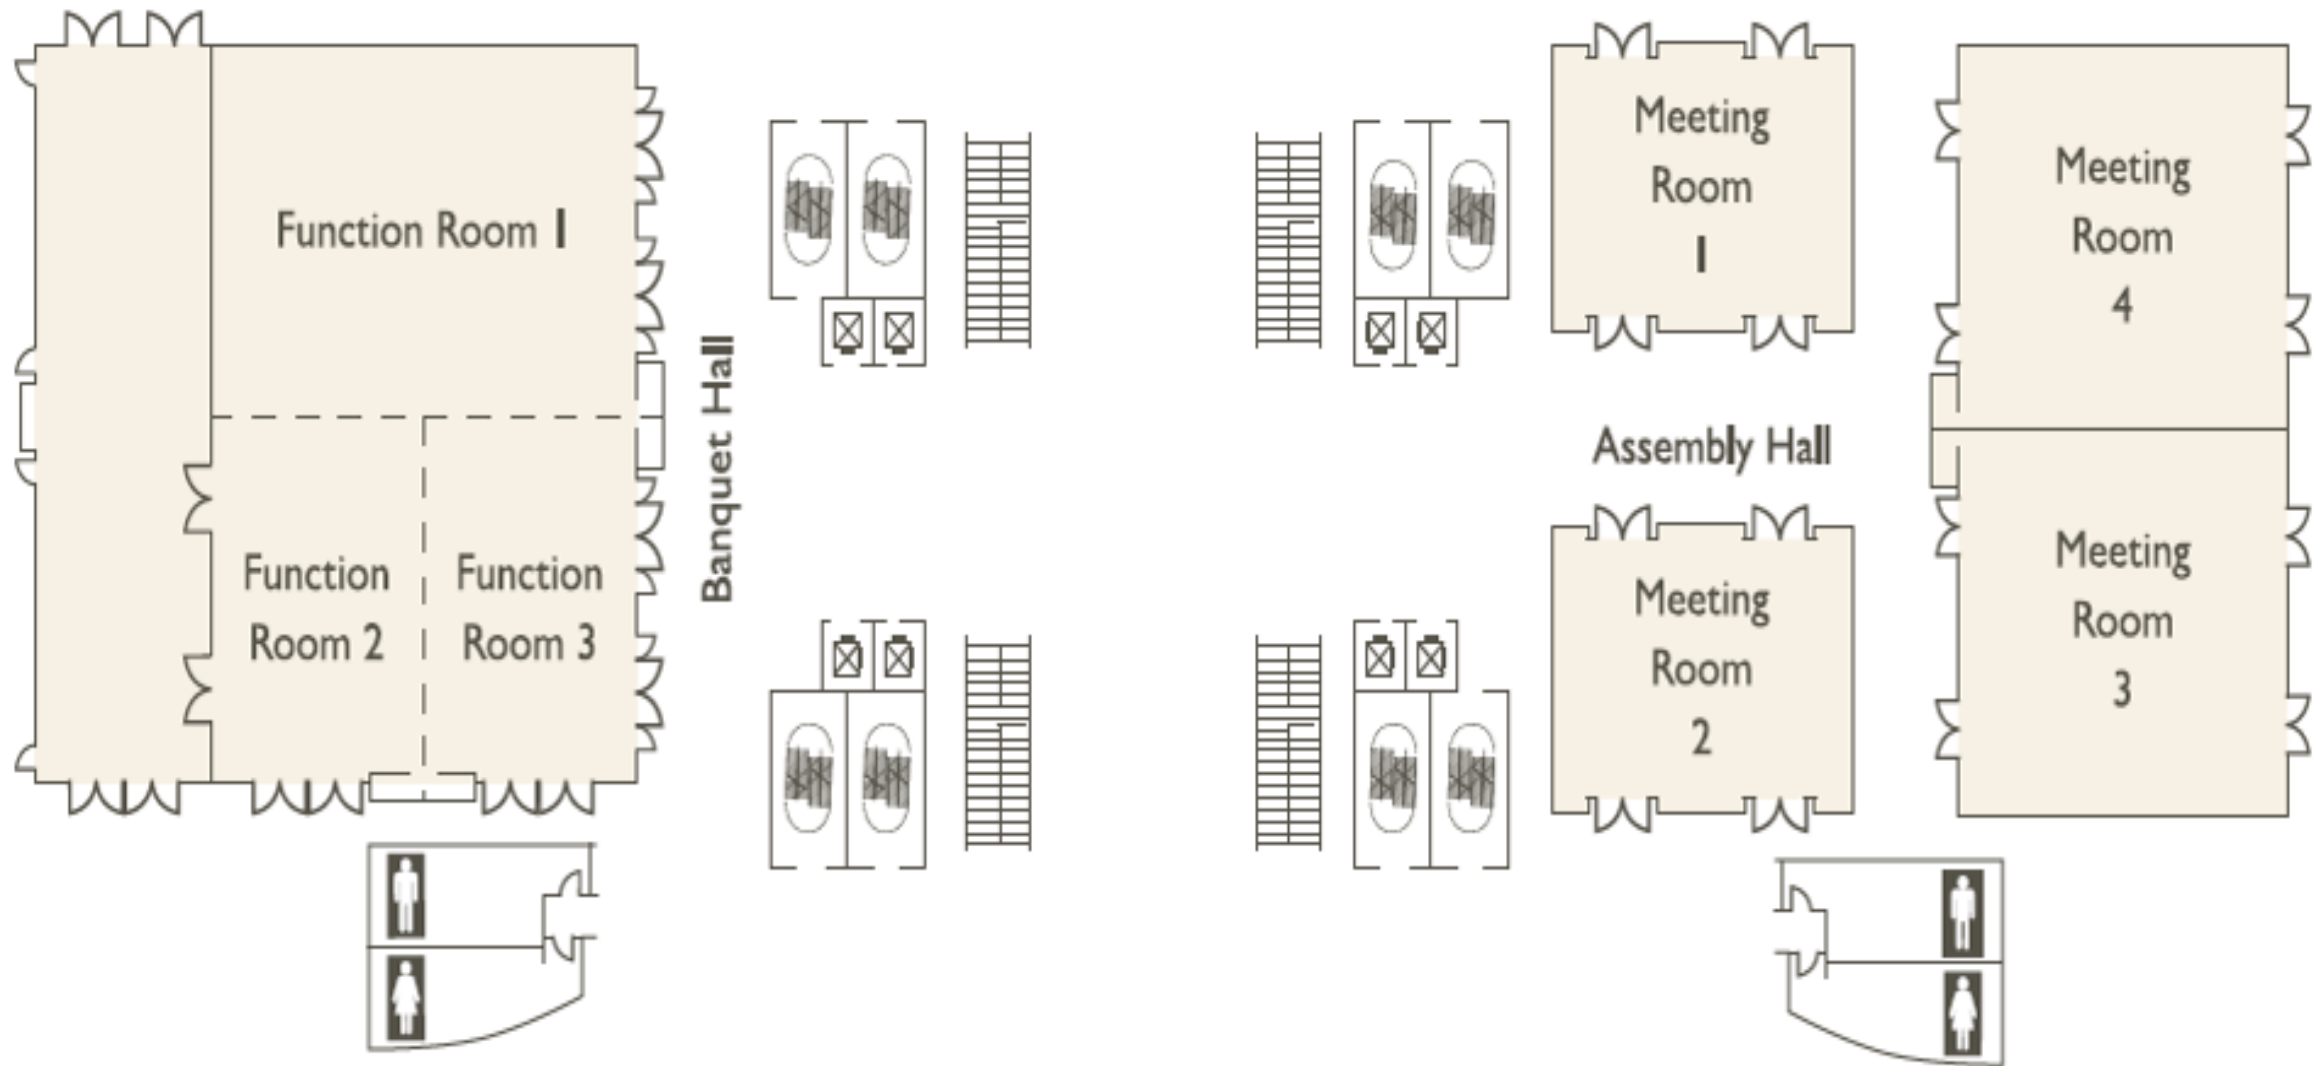 Function Room 1
Function
Room 2
Function
Room 3
Banquet Hall
Meeting
Room
1
Assembly Hall
Meeting
Room
2
Meeting
Room
4
Meeting
Room
3